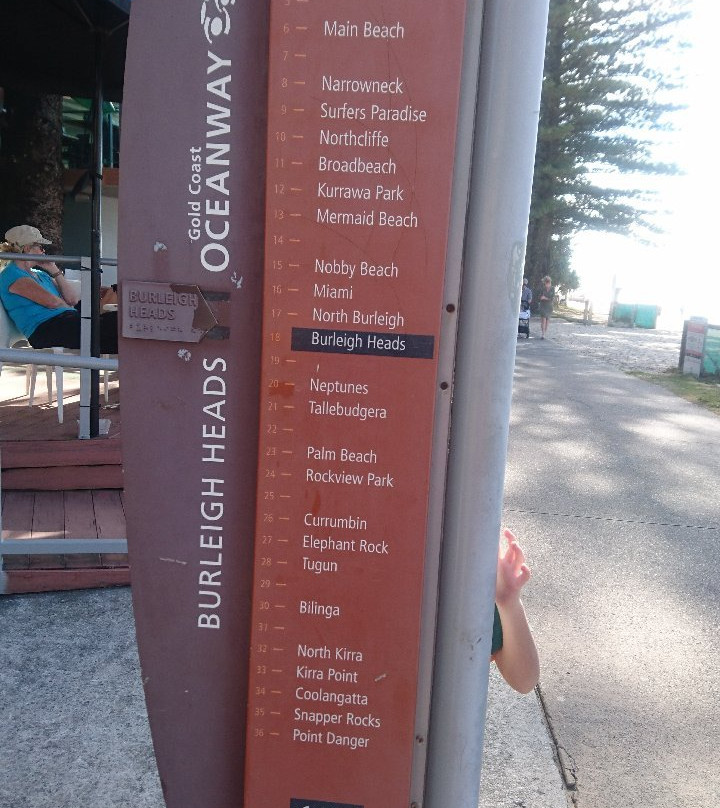 Gold Coast
OCEANWAY
BURLEIGH HEADS
BURLEIGH
HEADS
5
6 Main Beach
7
8 Narrowneck
9 Surfers Paradise
10 Northcliffe
11 Broadbeach
12 Kurrawa Park
13 Mermaid Beach
14
15 Nobby Beach
16 Miami
17 North Burleigh
18 Burleigh Heads
19
20 Neptunes
21 Tallebudgera
22
23 Palm Beach
24 Rockview Park
25
26 Currumbin
27 Elephant Rock
28 Tugun
29
30 Bilinga
31
32 North Kirra
33 Kirra Point
34 Coolangatta
35 Snapper Rocks
36 Point Danger